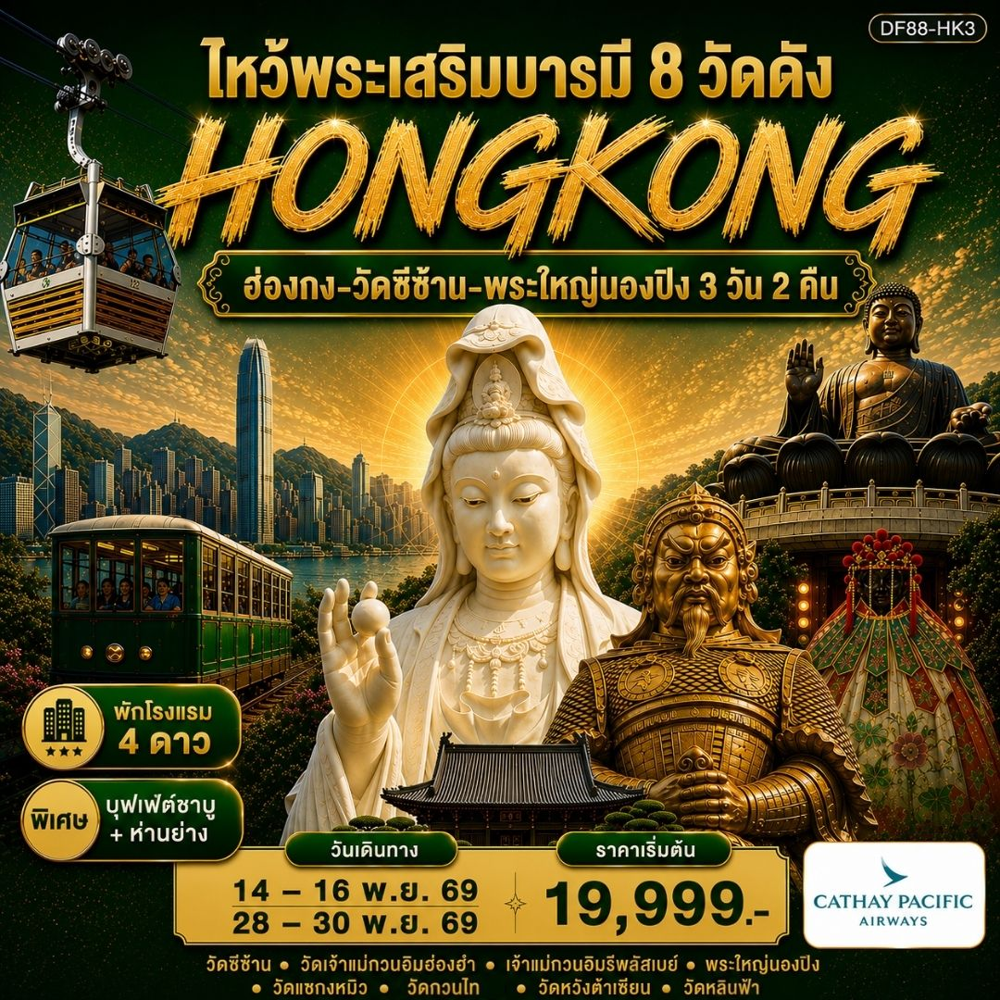 DF88-HK3
ไหว้พระเสริมบารมี 8 วัดดัง
HONGKONG
ฮ่องกง-วัดซีซ้าน-พระใหญ่นองปิง 3 วัน 2 คืน
พักโรงแรม
4 ดาว
พิเศษ
บุฟเฟ่ต์ชาบู
+ ห่านย่าง
วันเดินทาง
14 – 16 พ.ย. 69
28 – 30 พ.ย. 69
ราคาเริ่มต้น
19,999.-
CATHAY PACIFIC
AIRWAYS
วัดซีซ้าน • วัดเจ้าแม่กวนอิมฮ่องฮำ • เจ้าแม่กวนอิมรีพลัสเบย์ • พระใหญ่นองปิง
• วัดแชกงหมิว • วัดกวนไท • วัดหวังต้าเซียน • วัดหลินฟ้า